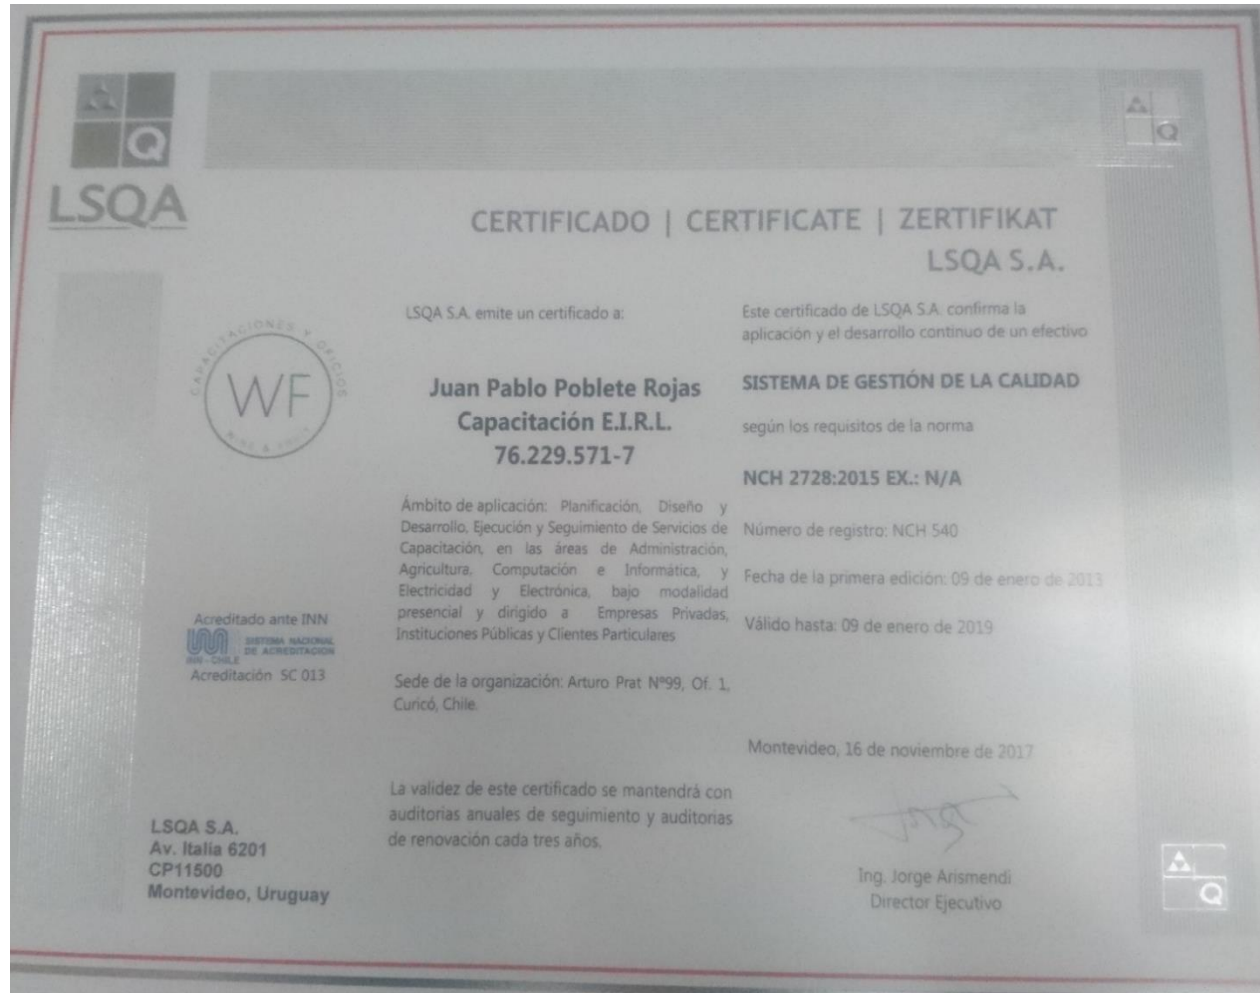 LSQA
CERTIFICADO | CERTIFICATE | ZERTIFIKAT
LSQA S.A.
CAPACITACIONES Y OFICIOS
WF
LSQA S.A. emite un certificado a:
Juan Pablo Poblete Rojas
Capacitación E.I.R.L.
76.229.571-7
Ámbito de aplicación: Planificación, Diseño y
Desarrollo, Ejecución y Seguimiento de Servicios de
Capacitación, en las áreas de Administración,
Agricultura, Computación e Informática, y
Electricidad y Electrónica, bajo modalidad
presencial y dirigido a Empresas Privadas,
Instituciones Públicas y Clientes Particulares
Sede de la organización: Arturo Prat Nº99, Of. 1,
Curicó, Chile.
La validez de este certificado se mantendrá con
auditorias anuales de seguimiento y auditorias
de renovación cada tres años.
Este certificado de LSQA S.A. confirma la
aplicación y el desarrollo continuo de un efectivo
SISTEMA DE GESTIÓN DE LA CALIDAD
según los requisitos de la norma
NCH 2728:2015 EX.: N/A
Número de registro: NCH 540
Fecha de la primera edición: 09 de enero de 2013
Válido hasta: 09 de enero de 2019
Montevideo, 16 de noviembre de 2017
Ing. Jorge Arismendi
Director Ejecutivo
Acreditado ante INN
SISTEMA NACIONAL
DE ACREDITACION
INN - CHILE
Acreditación SC 013
LSQA S.A.
Av. Italia 6201
CP11500
Montevideo, Uruguay
Q
Q
Q